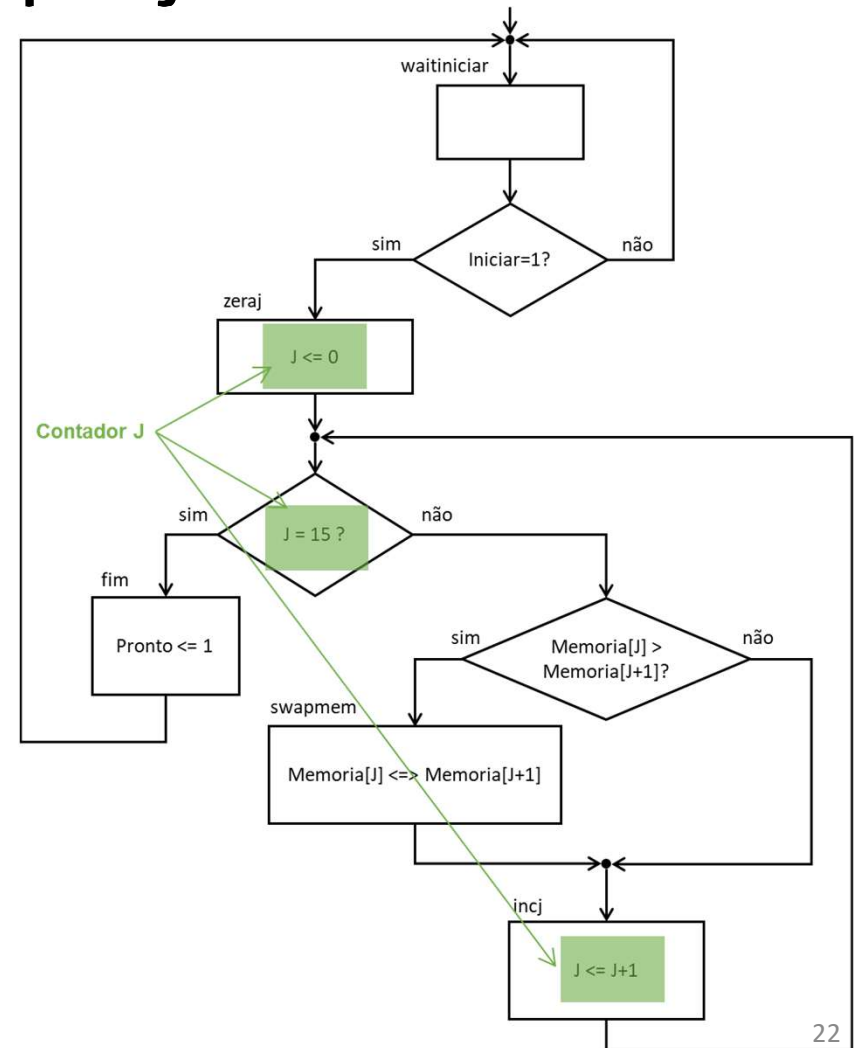 waitiniciar
sim
Iniciar=1?
não
zeraj
J <= 0
Contador J
sim
J = 15 ?
não
fim
Pronto <= 1
sim
Memoria[J] >
Memoria[J+1]?
não
swapmem
Memoria[J] <=> Memoria[J+1]
incj
J <= J+1
22